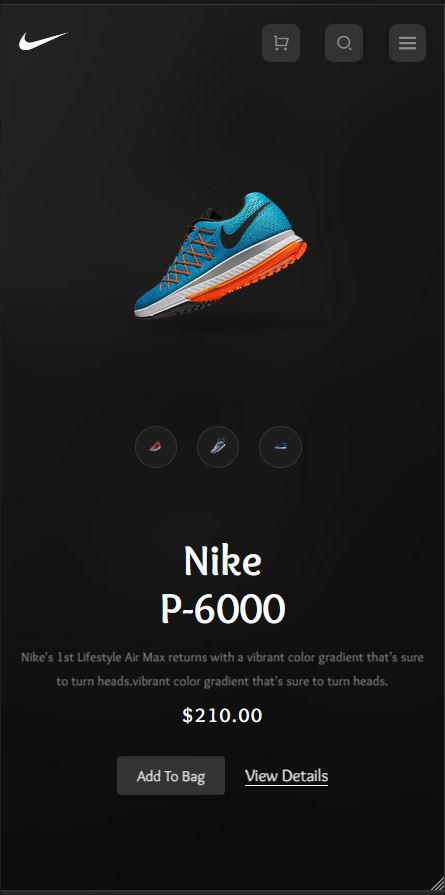 Nike
P-6000
Nike's 1st Lifestyle Air Max returns with a vibrant color gradient that's sure
to turn heads.vibrant color gradient that's sure to turn heads.
$210.00
Add To Bag View Details